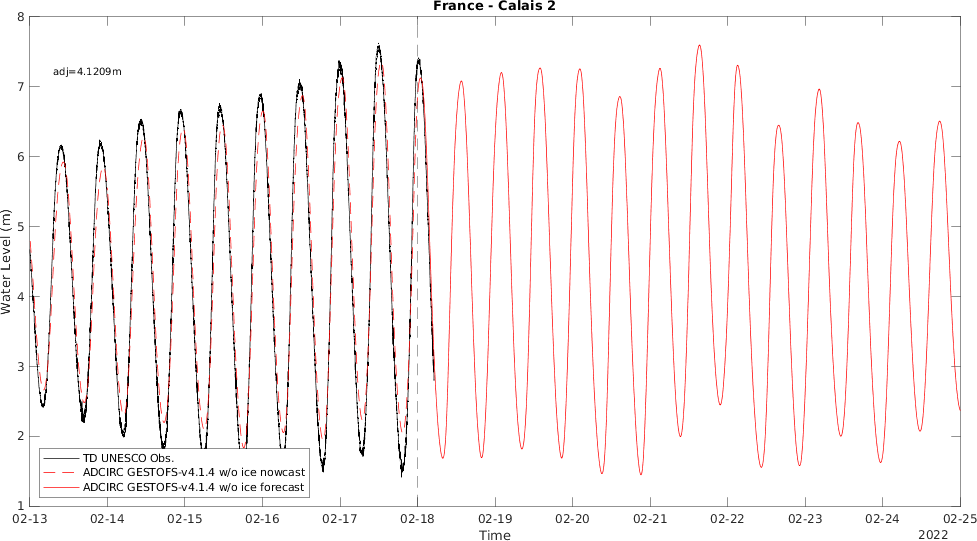 France - Calais 2
8
adj=4.1209m
7
6
5
4
3
2
1
Water Level (m)
TD UNESCO Obs.
ADCIRC GESTOFS-v4.1.4 w/o ice nowcast
ADCIRC GESTOFS-v4.1.4 w/o ice forecast
02-13 02-14 02-15 02-16 02-17 02-18 02-19 02-20 02-21 02-22 02-23 02-24 02-25
Time
2022